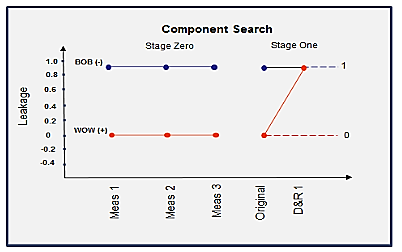 Component Search
Stage Zero
Stage One
Leakage
1.0
0.8
0.6
0.4
0.2
0
-0.2
-0.4
BOB (-)
WOW (+)
1
0
Meas 1
Meas 2
Meas 3
Original
D&R 1